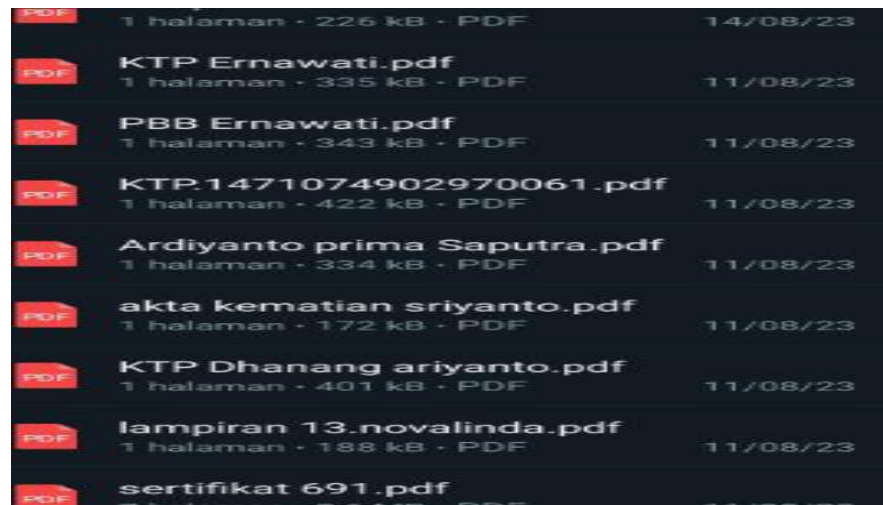 PDF 1 halaman • 226 kB • PDF 14/08/23
KTP Ernawati.pdf
PDF 1 halaman • 335 kB • PDF 11/08/23
PBB Ernawati.pdf
PDF 1 halaman • 343 kB • PDF 11/08/23
KTP.1471074902970061.pdf
PDF 1 halaman • 422 kB • PDF 11/08/23
Ardiyanto prima Saputra.pdf
PDF 1 halaman • 334 kB • PDF 11/08/23
akta kematian sriyanto.pdf
PDF 1 halaman • 172 kB • PDF 11/08/23
KTP Dhanang ariyanto.pdf
PDF 1 halaman • 401 kB • PDF 11/08/23
lampiran 13.novalinda.pdf
PDF 1 halaman • 188 kB • PDF 11/08/23
sertifikat 691.pdf
PDF